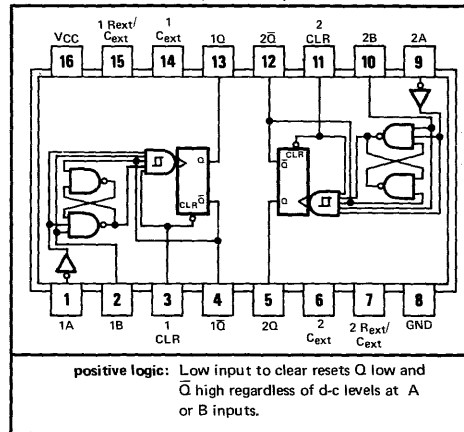 1 Rext/ 1 2
VCC Cext Cext 1Q 2Q̅ CLR 2B 2A
16 15 14 13 12 11 10 9
Q CLR Q̅
CLR Q̅ Q
1 2 3 4 5 6 7 8
1A 1B 1 1Q̅ 2Q 2 2 Rext/ GND
CLR Cext Cext
positive logic: Low input to clear resets Q low and
Q̅ high regardless of d-c levels at A
or B inputs.